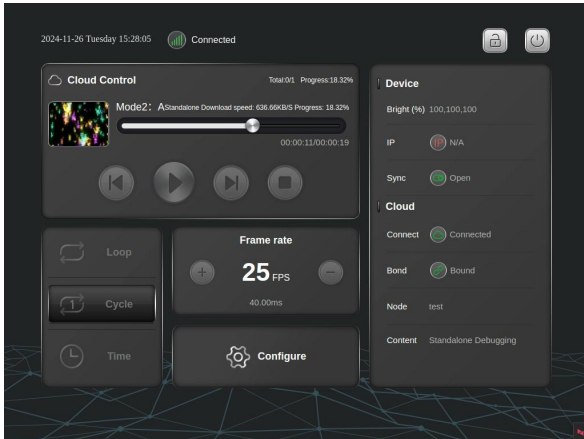 2024-11-26 Tuesday 15:28:05
Connected
Cloud Control
Total:0/1 Progress:18.32%
Mode2: AStandalone Download speed: 636.66KB/S Progress: 18.32%
00:00:11/00:00:19
Loop
1
Cycle
Time
Frame rate
25 FPS
40.00ms
Configure
Device
Bright (%) 100,100,100
IP IP N/A
Sync Open
Cloud
Connect Connected
Bond Bound
Node test
Content Standalone Debugging